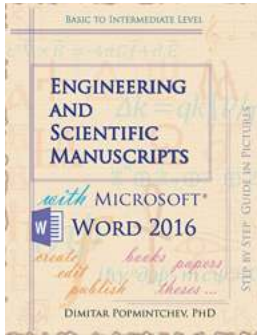 BASIC TO INTERMEDIATE LEVEL
ENGINEERING
AND
SCIENTIFIC
MANUSCRIPTS
with MICROSOFT®
W WORD 2016
create books papers
edit
publish theses ...
STEP BY STEP GUIDE IN PICTURES
DIMITAR POPMINTCHEV, PHD